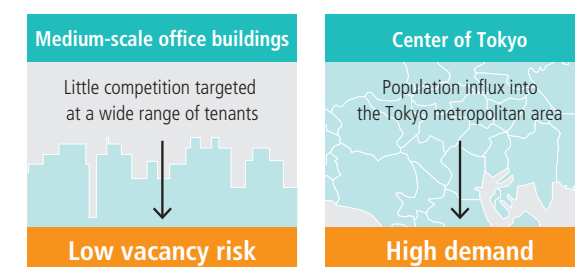 Medium-scale office buildings
Little competition targeted
at a wide range of tenants
Low vacancy risk
Center of Tokyo
Population influx into
the Tokyo metropolitan area
High demand